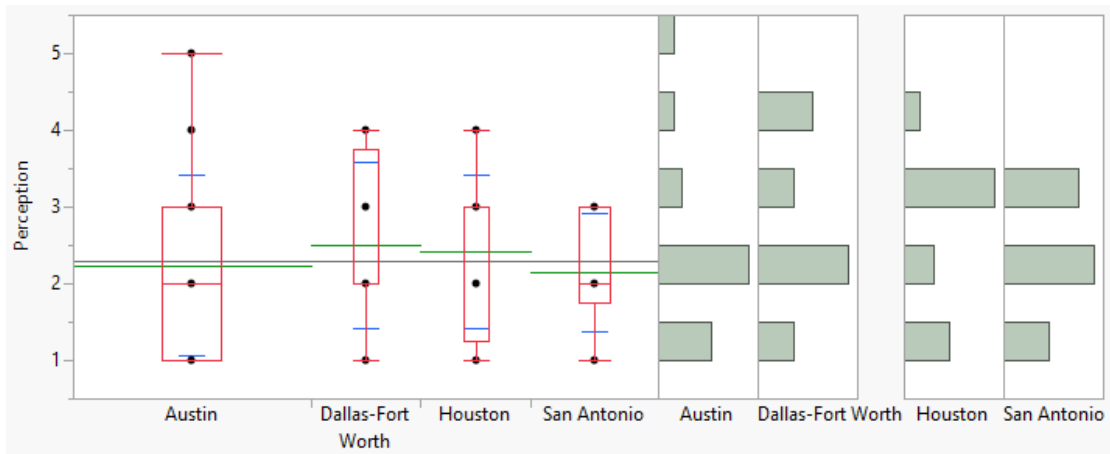 Perception
5
4
3
2
1
Austin
Dallas-Fort
Worth
Houston
San Antonio
Austin
Dallas-Fort Worth
Houston
San Antonio